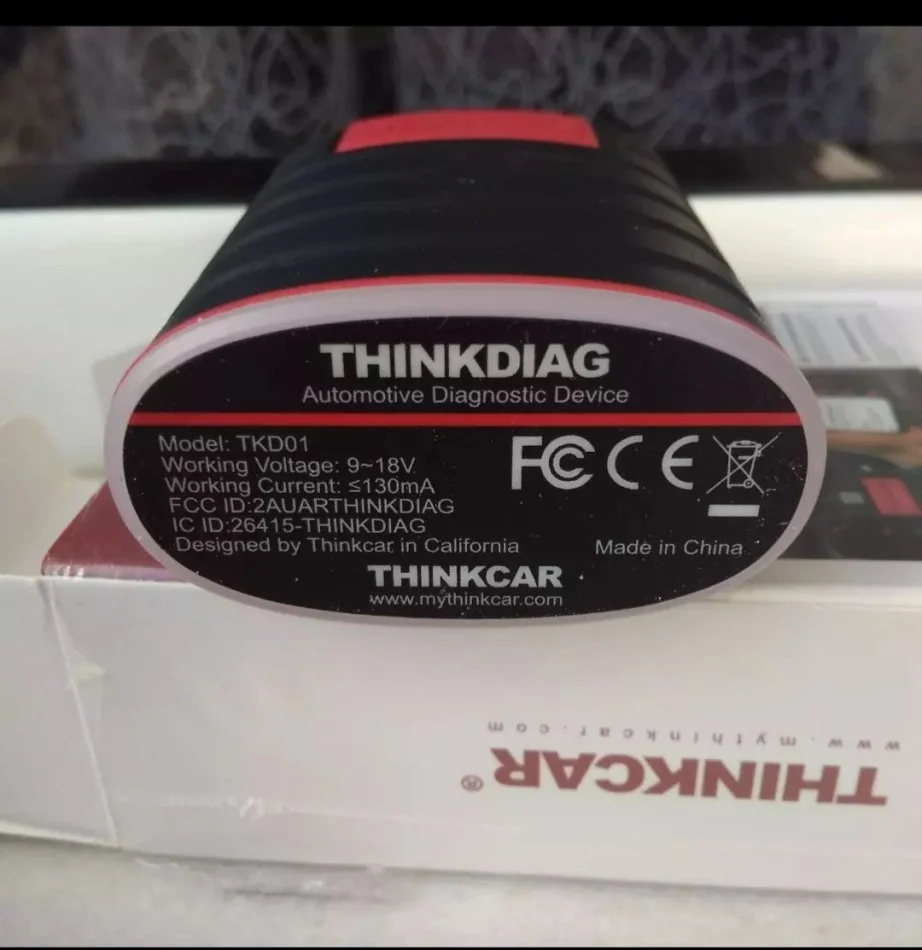 THINKDIAG
Automotive Diagnostic Device
Model: TKD01
Working Voltage: 9~18V
Working Current: ≤130mA
FCC ID:2AUARTHINKDIAG
IC ID:26415-THINKDIAG
Designed by Thinkcar in California
FC CE
Made in China
THINKCAR
www.mythinkcar.com
THINKCAR®
www.mythinkcar.com